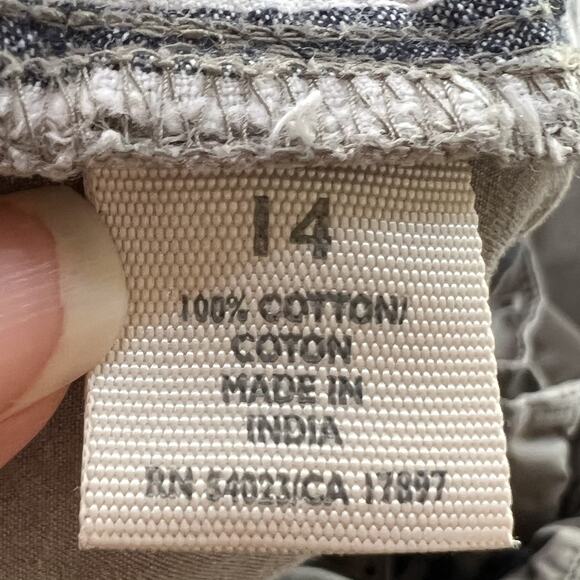 14
100% COTTON/
COTON
MADE IN
INDIA
RN 54023/CA 17897